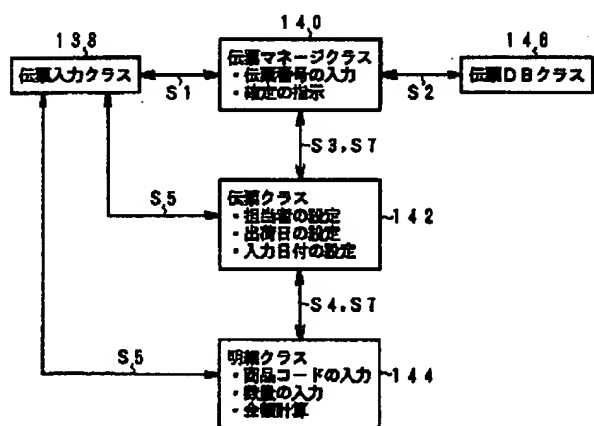 138
140
146
伝票入力クラス
伝票マネージクラス
・伝票番号の入力
・確定の指示
伝票DBクラス
S1
S2
S3,S7
伝票クラス
・担当者の設定
・出荷日の設定
・入力日付の設定
142
S5
S4,S7
明細クラス
・商品コードの入力
・数量の入力
・金額計算
144
S5